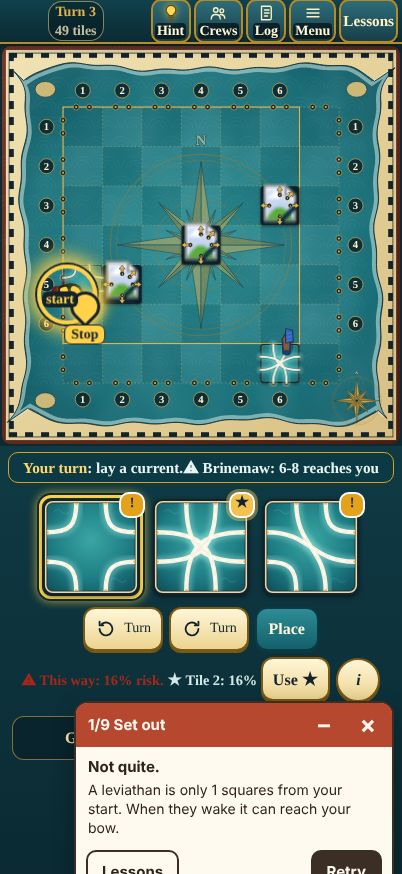 Turn 3
49 tiles
Hint
Crews
Log
Menu
Lessons
1 2 3 4 5 6
1 1
2 2
N
3 3
4 4
5
start
6 6
Stop
1 2 3 4 5 6
Your turn: lay a current. Brinemaw: 6-8 reaches you
! ★ !
Turn
Turn
Place
This way: 16% risk. ★ Tile 2: 16%
Use ★
i
G
1/9 Set out
Not quite.
A leviathan is only 1 squares from your
start. When they wake it can reach your
bow.
Lessons
Retry